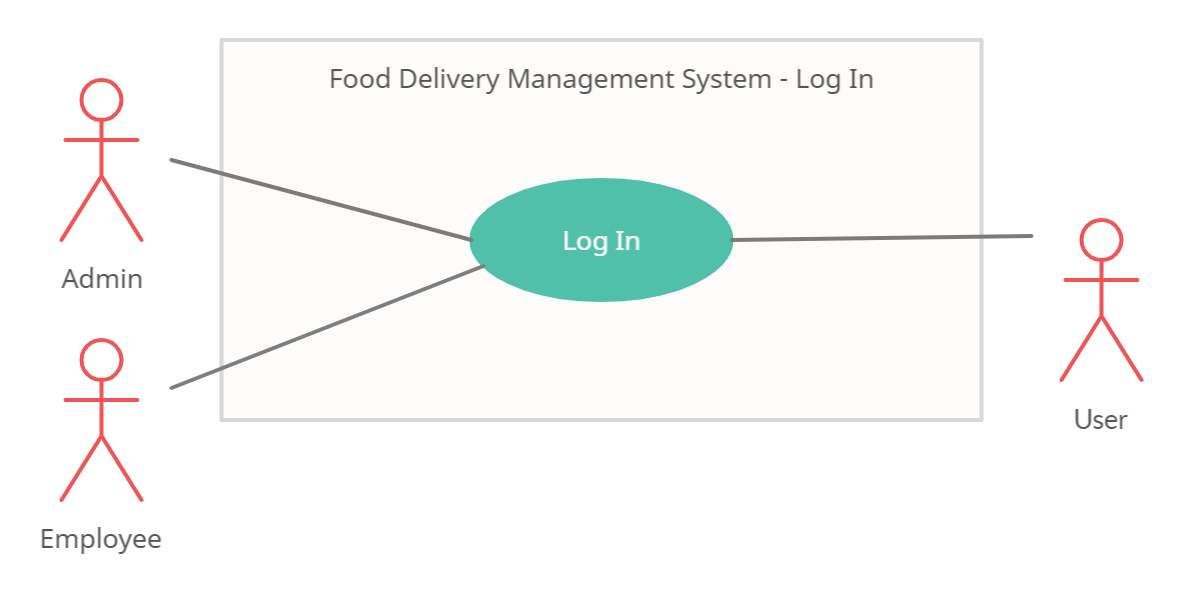 Food Delivery Management System - Log In
Admin
Log In
User
Employee